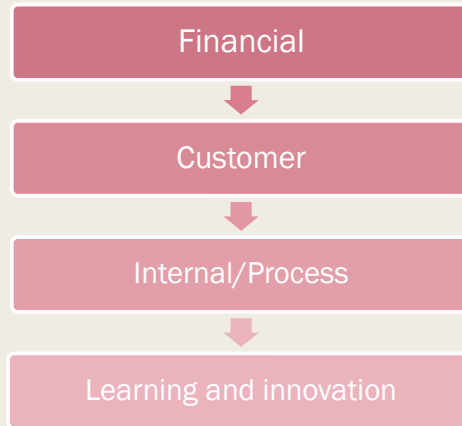 Financial
Customer
Internal/Process
Learning and innovation